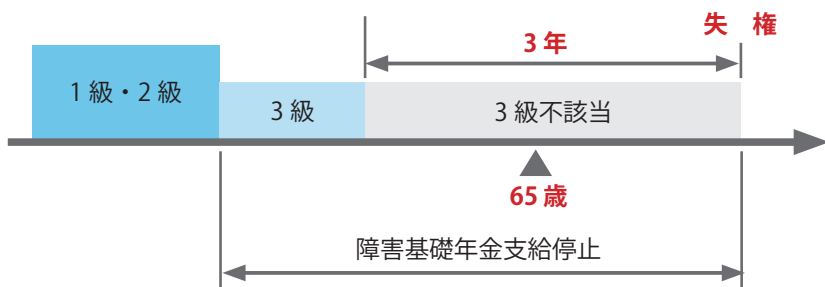 失 権
3 年
1 級・2 級
3 級
3 級不該当
65 歳
障害基礎年金支給停止